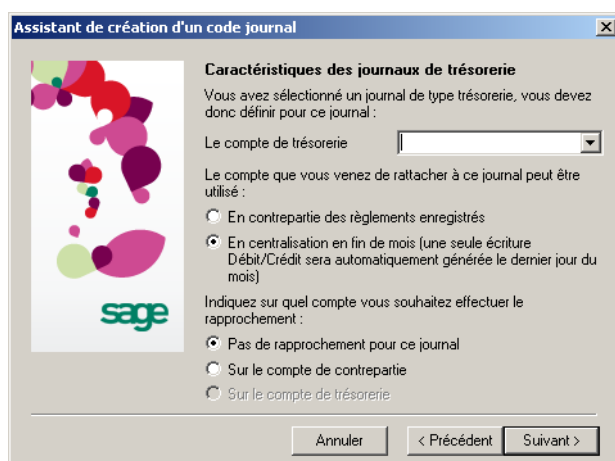 Assistant de création d'un code journal
Caractéristiques des journaux de trésorerie
Vous avez sélectionné un journal de type trésorerie, vous devez
donc définir pour ce journal :
Le compte de trésorerie
Le compte que vous venez de rattacher à ce journal peut être
utilisé :
En contrepartie des règlements enregistrés
En centralisation en fin de mois (une seule écriture
Débit/Crédit sera automatiquement générée le dernier jour du
mois)
sage
Indiquez sur quel compte vous souhaitez effectuer le
rapprochement :
Pas de rapprochement pour ce journal
Sur le compte de contrepartie
Sur le compte de trésorerie
Annuler
< Précédent
Suivant >